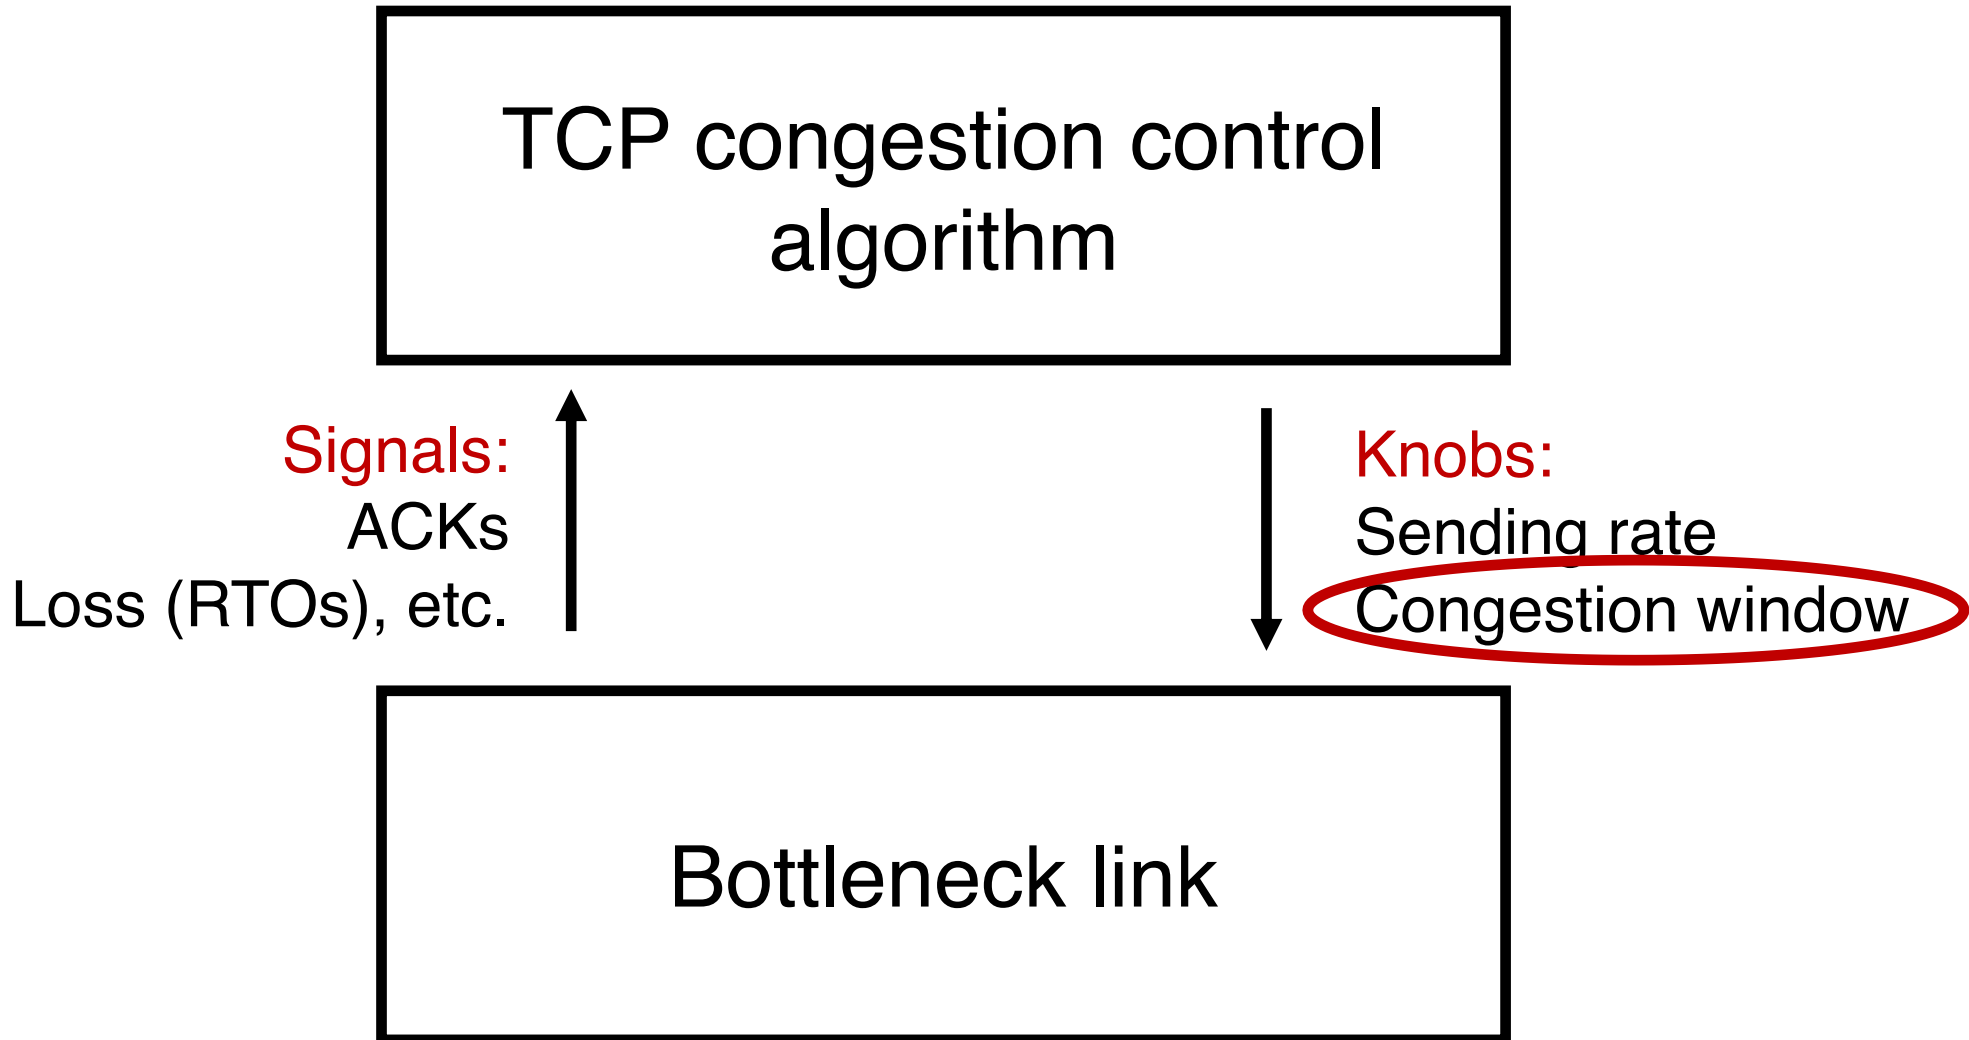 TCP congestion control
algorithm
Signals:
ACKs
Loss (RTOs), etc.
Knobs:
Sending rate
Congestion window
Bottleneck link